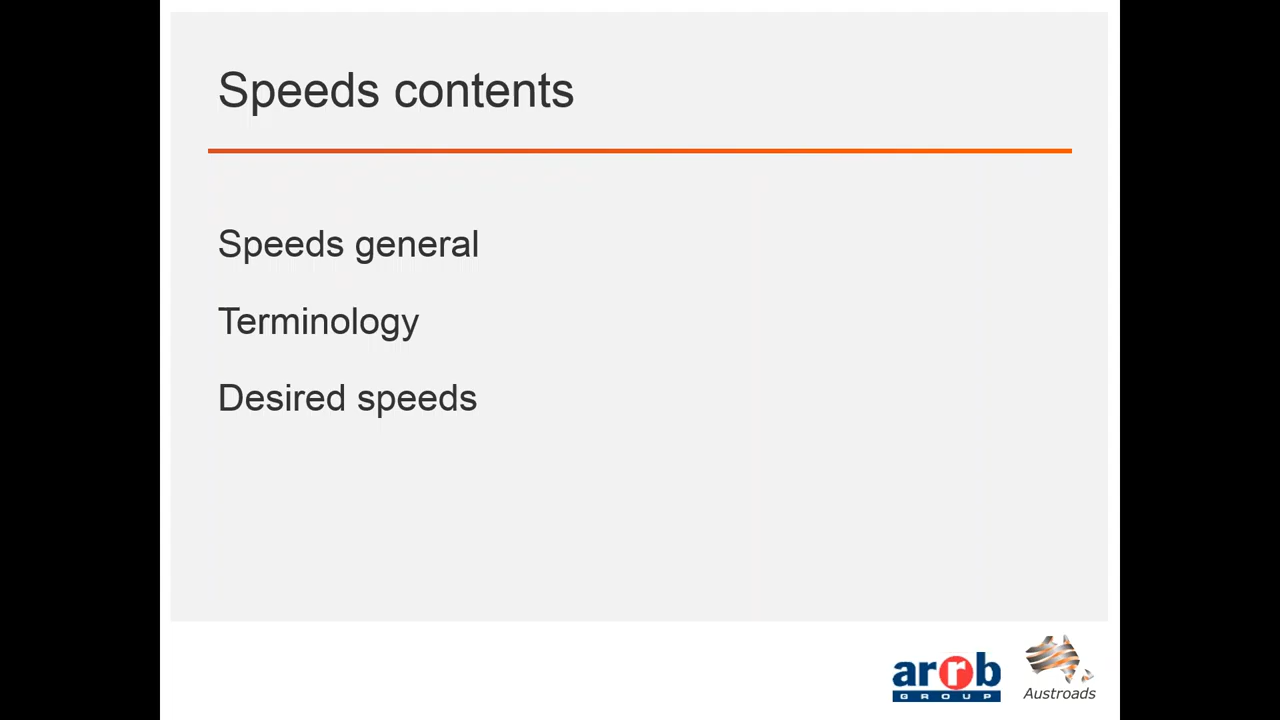 Speeds contents
Speeds general
Terminology
Desired speeds
arrb
GROUP
Austroads